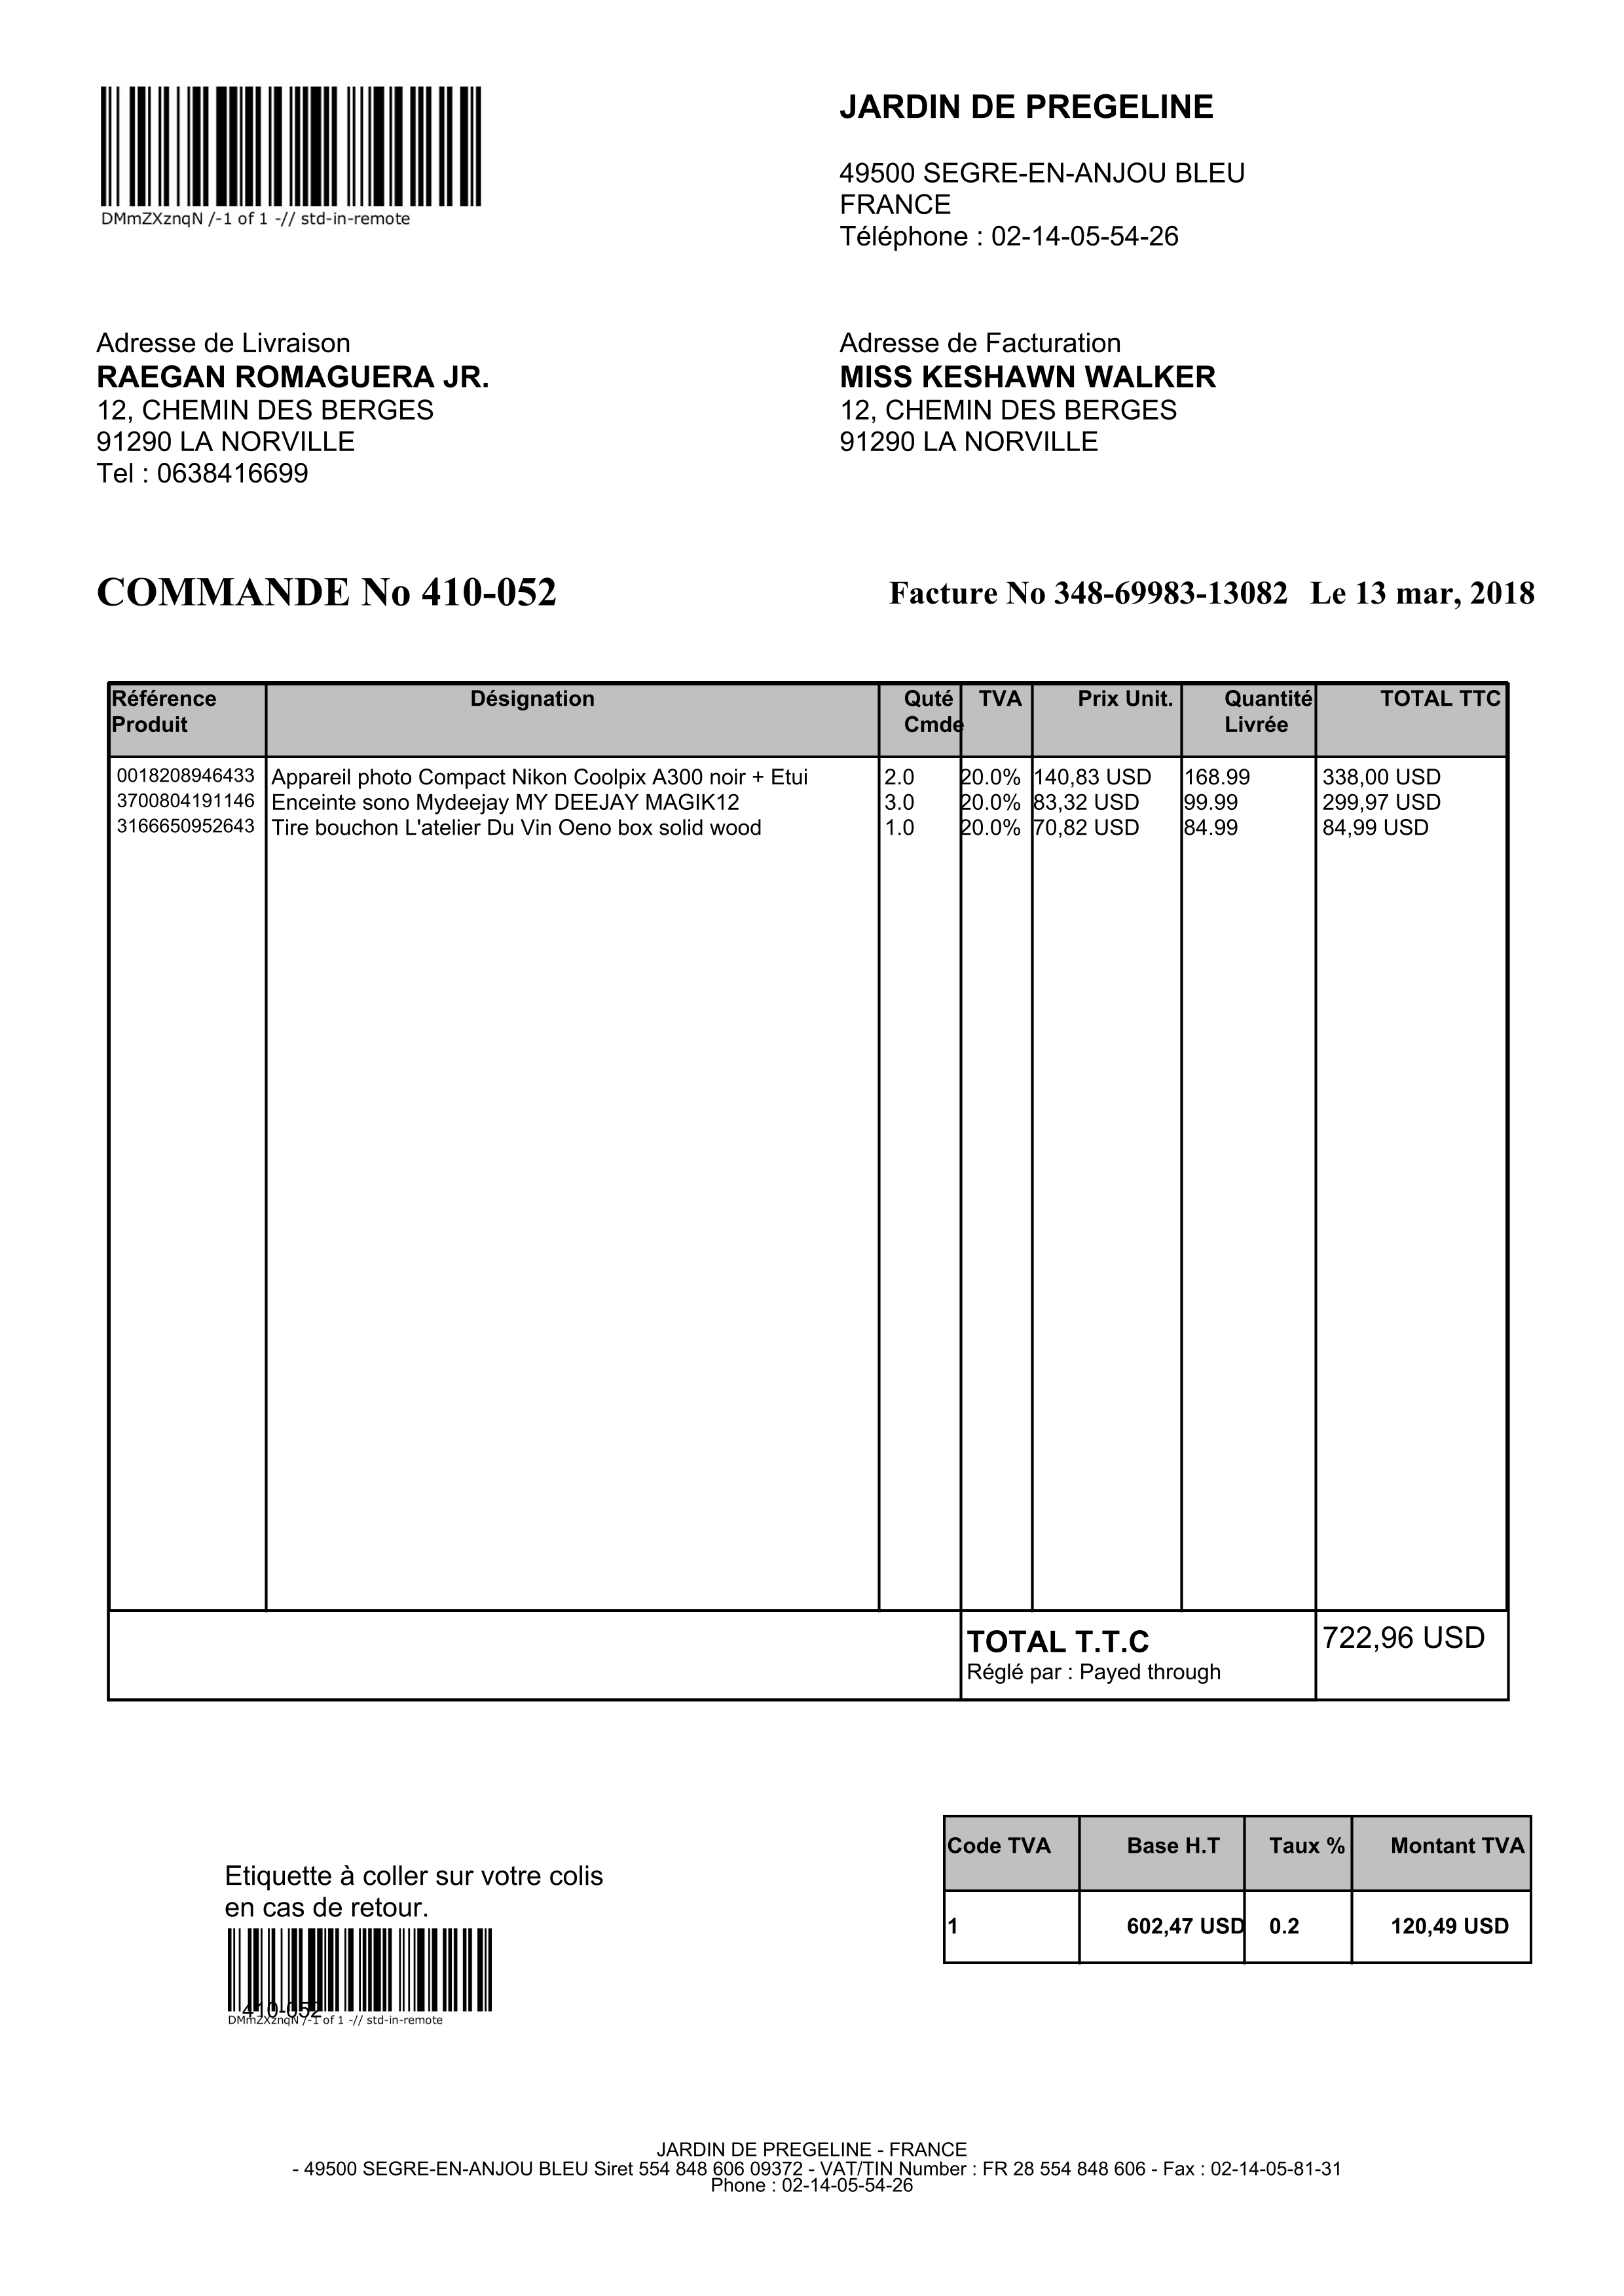 DMmZXznqN /-1 of 1 -// std-in-remote
JARDIN DE PREGELINE
49500 SEGRE-EN-ANJOU BLEU
FRANCE
Téléphone : 02-14-05-54-26
Adresse de Livraison
RAEGAN ROMAGUERA JR.
12, CHEMIN DES BERGES
91290 LA NORVILLE
Tel : 0638416699
Adresse de Facturation
MISS KESHAWN WALKER
12, CHEMIN DES BERGES
91290 LA NORVILLE
COMMANDE No 410-052
Facture No 348-69983-13082 Le 13 mar, 2018
Référence Produit Désignation Quté Cmde TVA Prix Unit. Quantité Livrée TOTAL TTC
0018208946433 Appareil photo Compact Nikon Coolpix A300 noir + Etui 2.0 20.0% 140,83 USD 168.99 338,00 USD
3700804191146 Enceinte sono Mydeejay MY DEEJAY MAGIK12 3.0 20.0% 83,32 USD 99.99 299,97 USD
3166650952643 Tire bouchon L'atelier Du Vin Oeno box solid wood 1.0 20.0% 70,82 USD 84.99 84,99 USD
TOTAL T.T.C 722,96 USD
Réglé par : Payed through
Code TVA Base H.T Taux % Montant TVA
1 602,47 USD 0.2 120,49 USD
Etiquette à coller sur votre colis
en cas de retour.
410-052
DMmZXznqN /-1 of 1 -// std-in-remote
JARDIN DE PREGELINE - FRANCE
- 49500 SEGRE-EN-ANJOU BLEU Siret 554 848 606 09372 - VAT/TIN Number : FR 28 554 848 606 - Fax : 02-14-05-81-31
Phone : 02-14-05-54-26